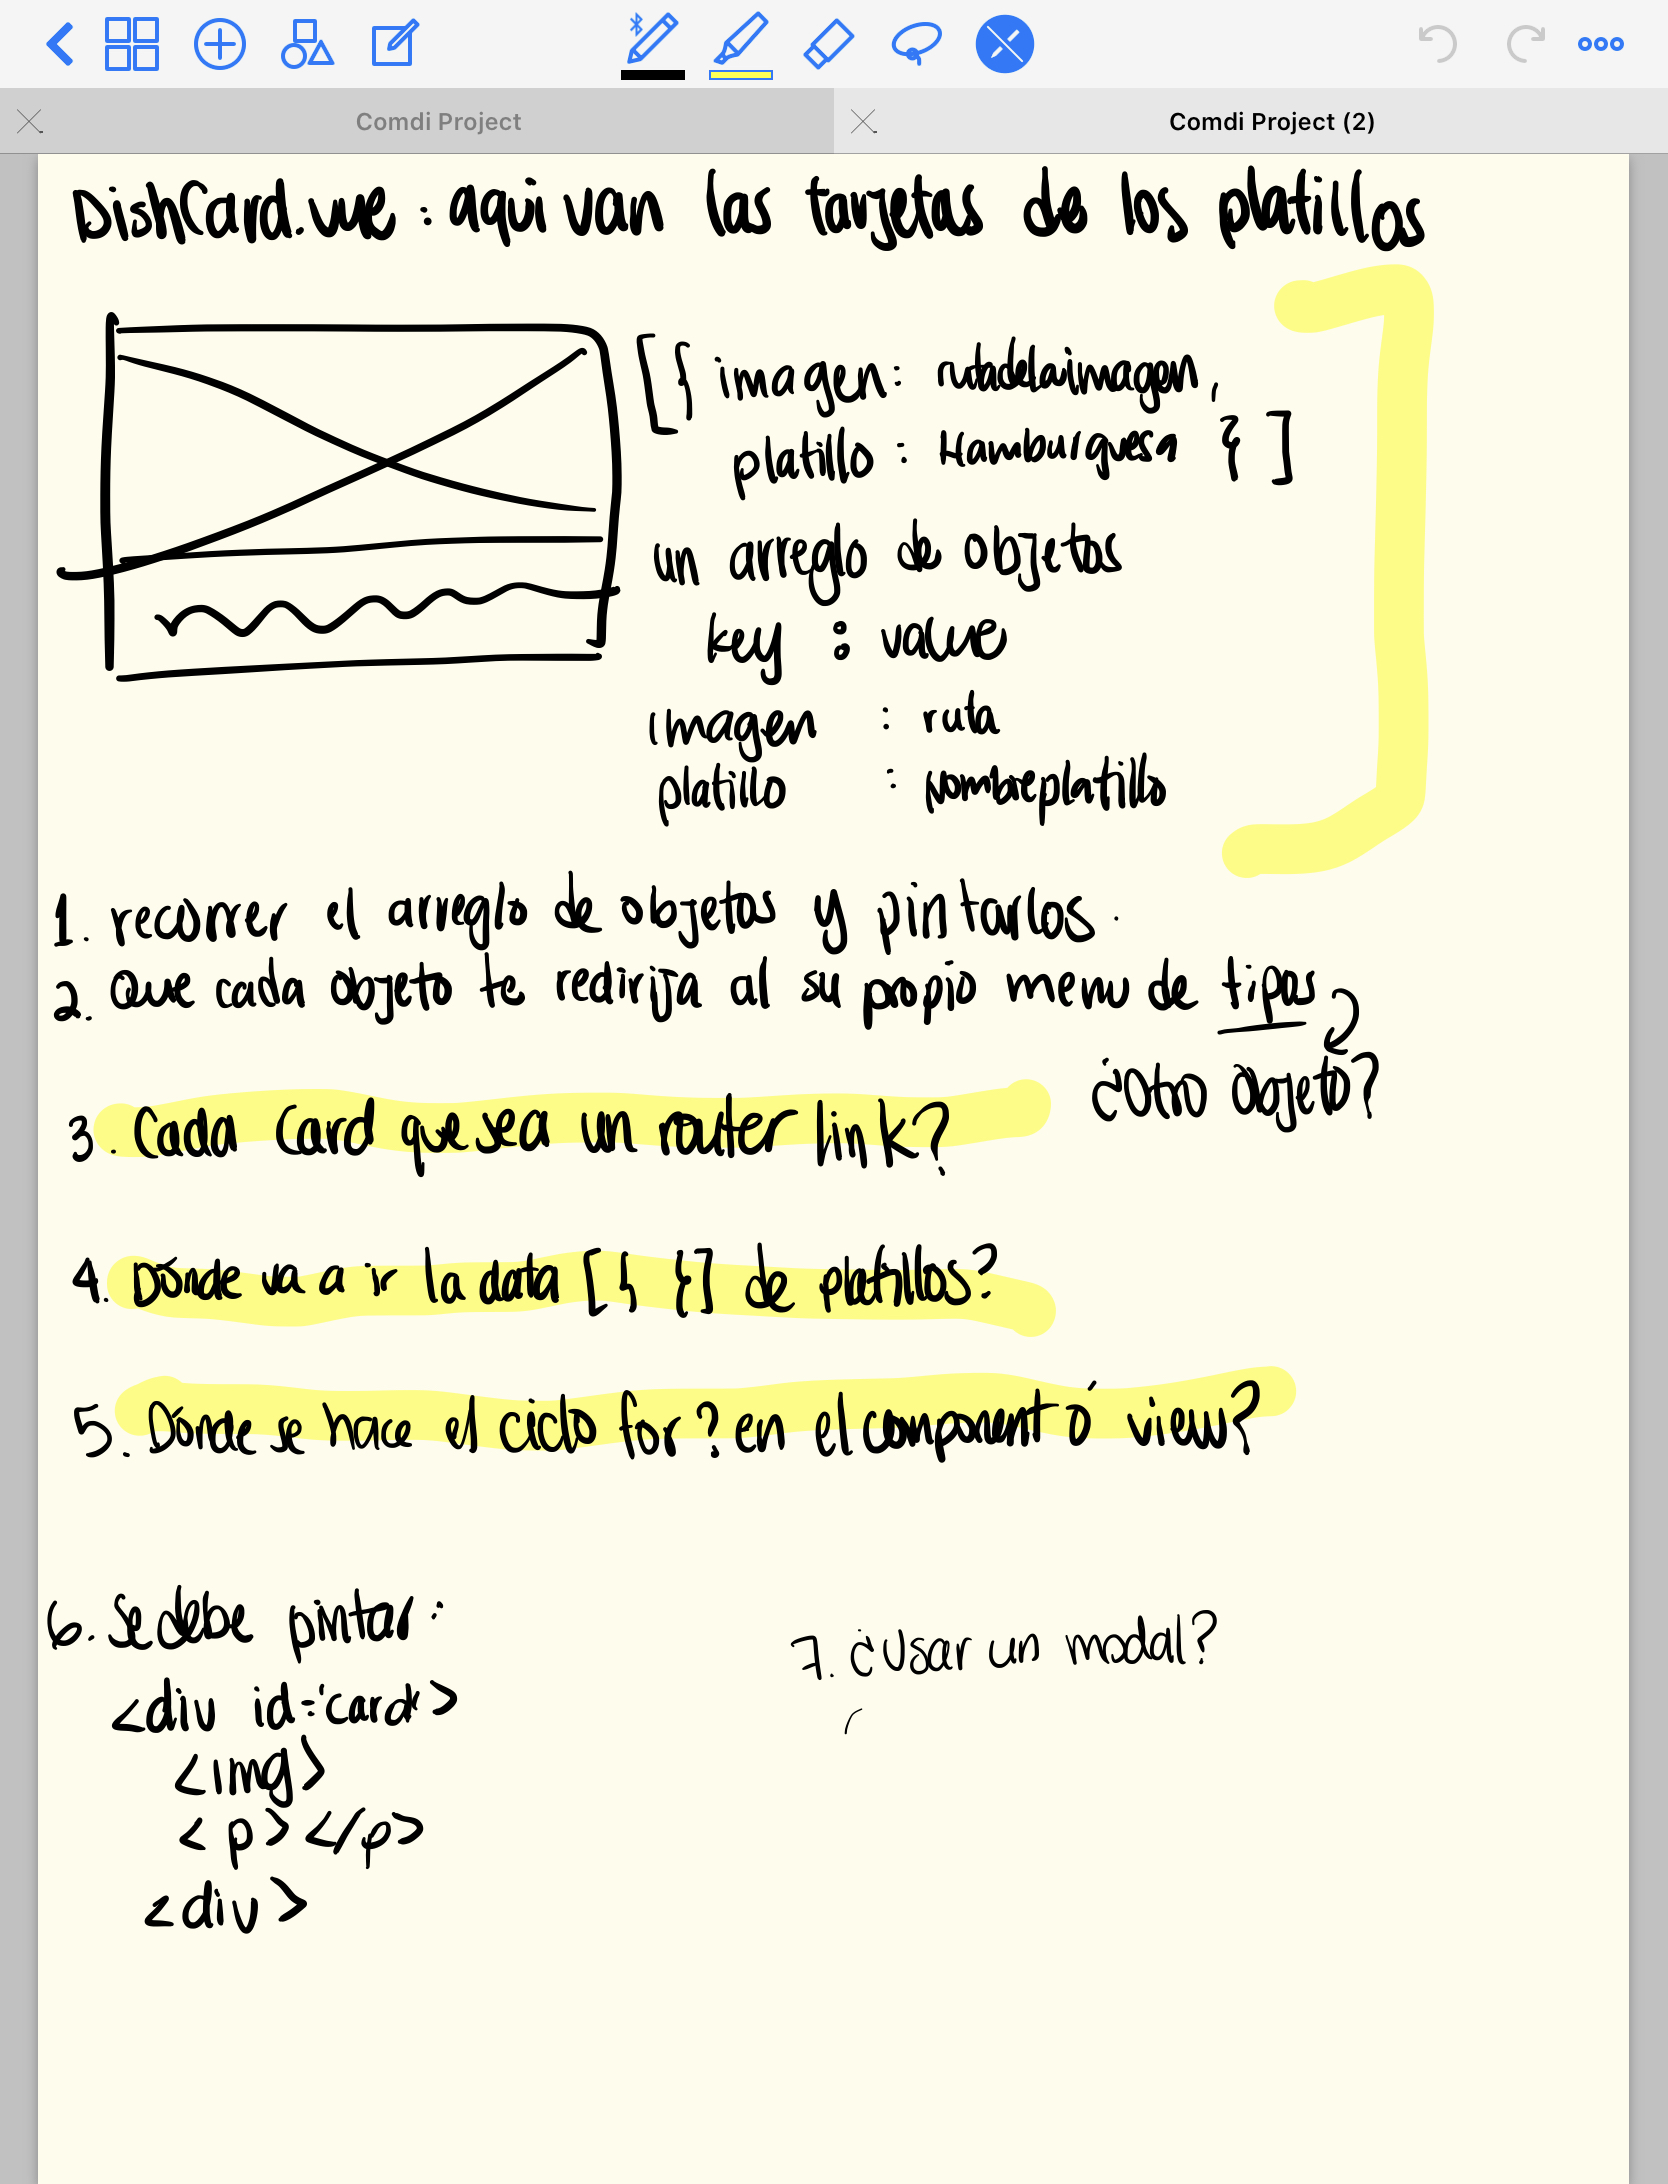 Comdi Project
Comdi Project (2)
DishCard.vue : aqui van las tarjetas de los platillos
[{ imagen: rutadelaimagen,
platillo : Hamburguesa } ]
un arreglo de objetos
key : value
imagen : ruta
platillo : nombreplatillo
1. recorrer el arreglo de objetos y pintarlos.
2. Que cada objeto te redirija al su propio menu de tipos
¿Otro objeto?
3. Cada Card que sea un router link?
4. Donde va a ir la data [{ }] de platillos?
5. Donde se hace el ciclo for? en el component ó view?
6. Se debe pintar:
<div id='card'>
<img>
<p></p>
<div>
7. ¿Usar un modal?